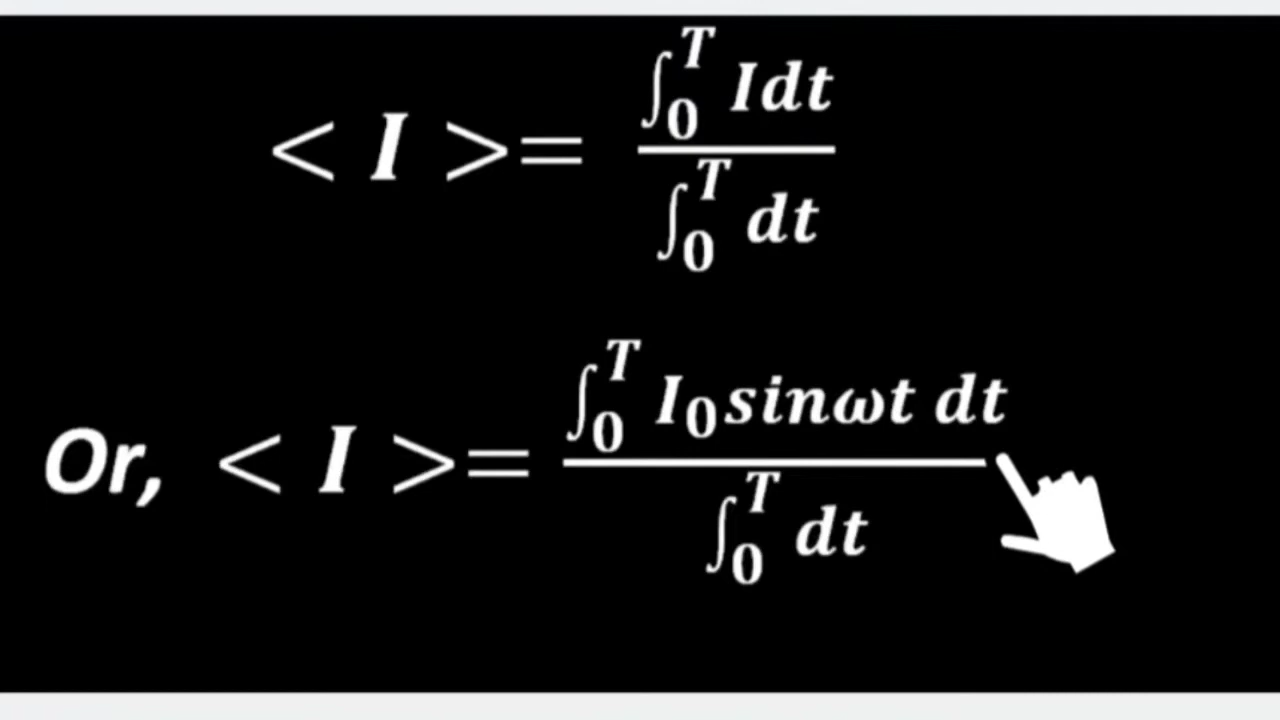 < I >= ∫₀ᵀ Idt / ∫₀ᵀ dt
Or, < I >= ∫₀ᵀ I₀sinωt dt / ∫₀ᵀ dt